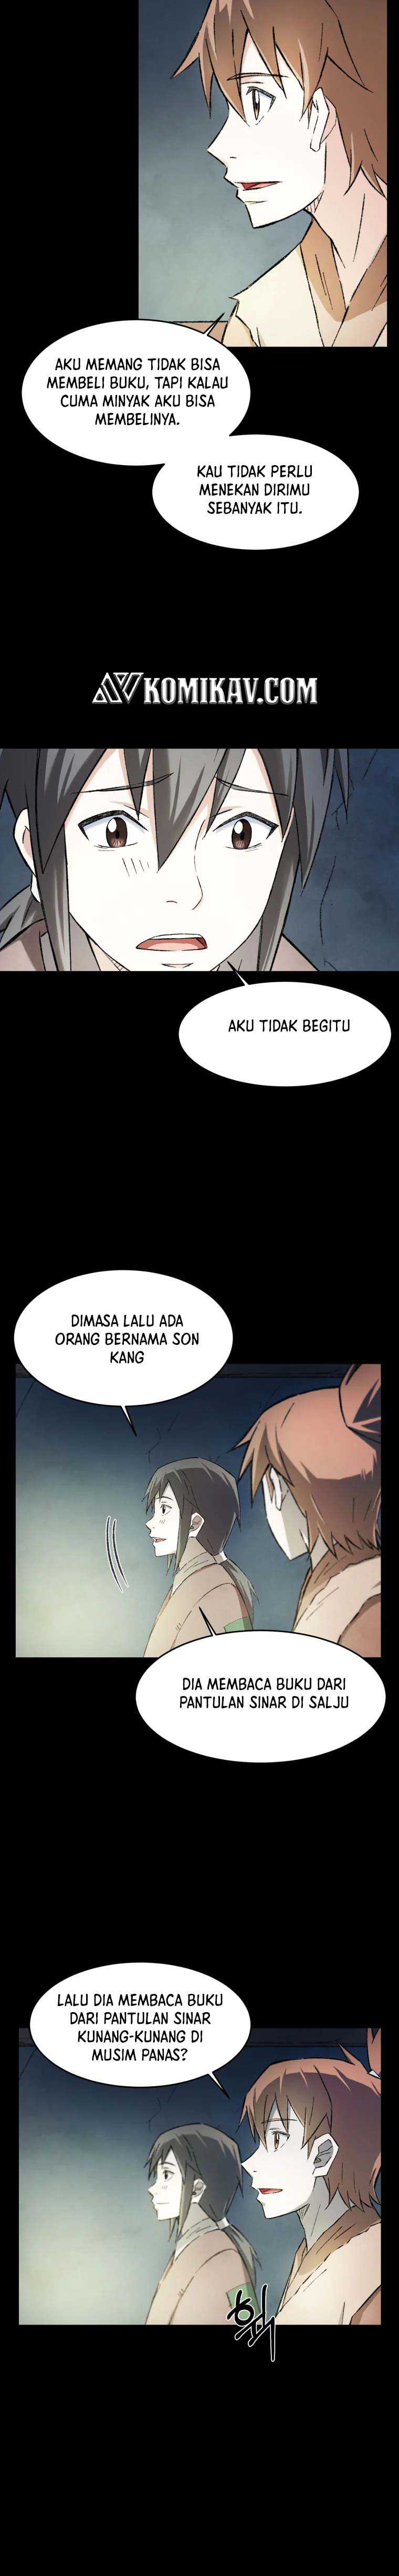 AKU MEMANG TIDAK BISA
MEMBELI BUKU, TAPI KALAU
CUMA MINYAK AKU BISA
MEMBELINYA.
KAU TIDAK PERLU
MENEKAN DIRIMU
SEBANYAK ITU.
KOMIKAV.COM
AKU TIDAK BEGITU
DIMASA LALU ADA
ORANG BERNAMA SON
KANG
DIA MEMBACA BUKU DARI
PANTULAN SINAR DI SALJU
LALU DIA MEMBACA BUKU
DARI PANTULAN SINAR
KUNANG-KUNANG DI
MUSIM PANAS?